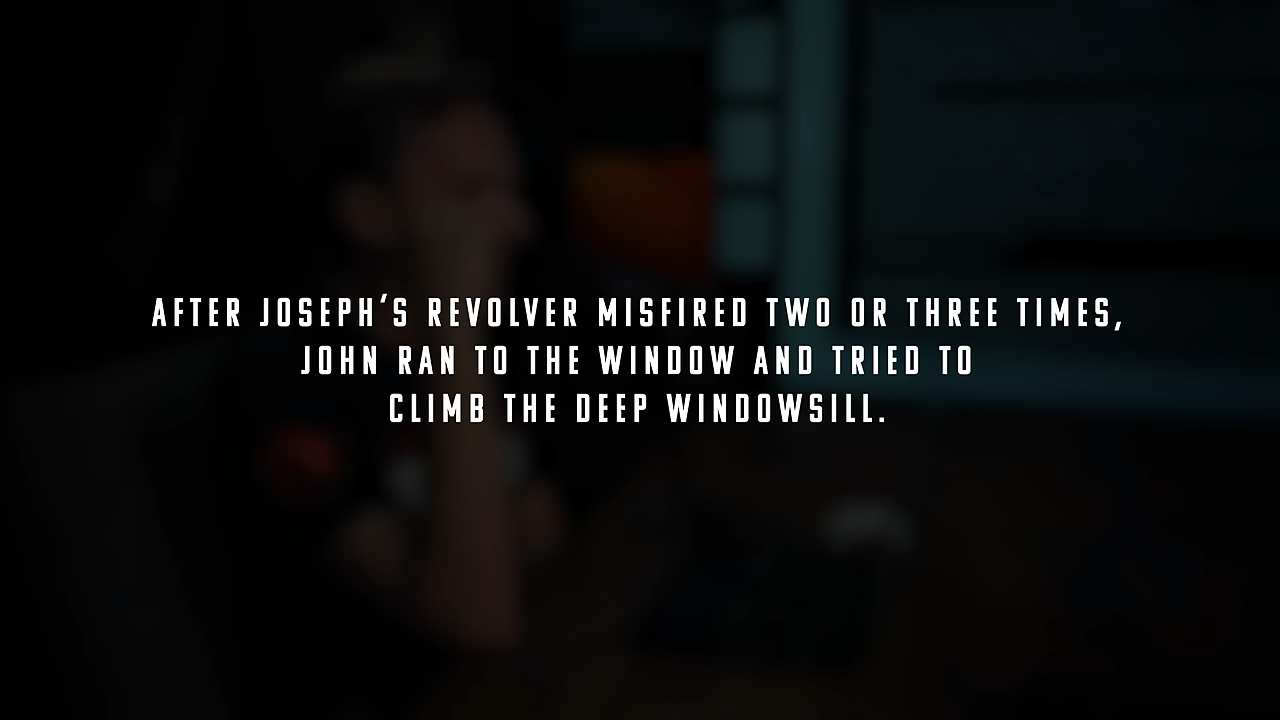 AFTER JOSEPH'S REVOLVER MISFIRED TWO OR THREE TIMES,
JOHN RAN TO THE WINDOW AND TRIED TO
CLIMB THE DEEP WINDOWSILL.